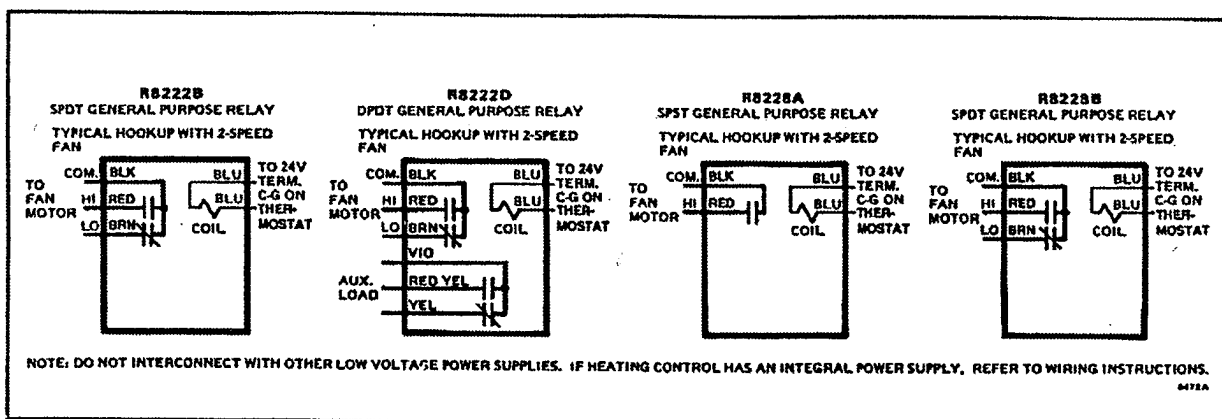 R8222B
SPDT GENERAL PURPOSE RELAY
TYPICAL HOOKUP WITH 2-SPEED
FAN
COM. BLK BLU TO 24V
TERM.
TO HI RED BLU C-G ON
FAN THER-
MOTOR LO BRN COIL MOSTAT
R8222D
DPDT GENERAL PURPOSE RELAY
TYPICAL HOOKUP WITH 2-SPEED
FAN
COM. BLK BLU TO 24V
TERM.
TO HI RED BLU C-G ON
FAN THER-
MOTOR LO BRN COIL MOSTAT
VIO
AUX. RED YEL
LOAD YEL
R8228A
SPST GENERAL PURPOSE RELAY
TYPICAL HOOKUP WITH 2-SPEED
FAN
COM. BLK BLU TO 24V
TERM.
TO HI RED BLU C-G ON
FAN THER-
MOTOR COIL MOSTAT
R8228B
SPDT GENERAL PURPOSE RELAY
TYPICAL HOOKUP WITH 2-SPEED
FAN
COM. BLK BLU TO 24V
TERM.
TO HI RED BLU C-G ON
FAN THER-
MOTOR LO BRN COIL MOSTAT
NOTE: DO NOT INTERCONNECT WITH OTHER LOW VOLTAGE POWER SUPPLIES. IF HEATING CONTROL HAS AN INTEGRAL POWER SUPPLY, REFER TO WIRING INSTRUCTIONS.
6472A